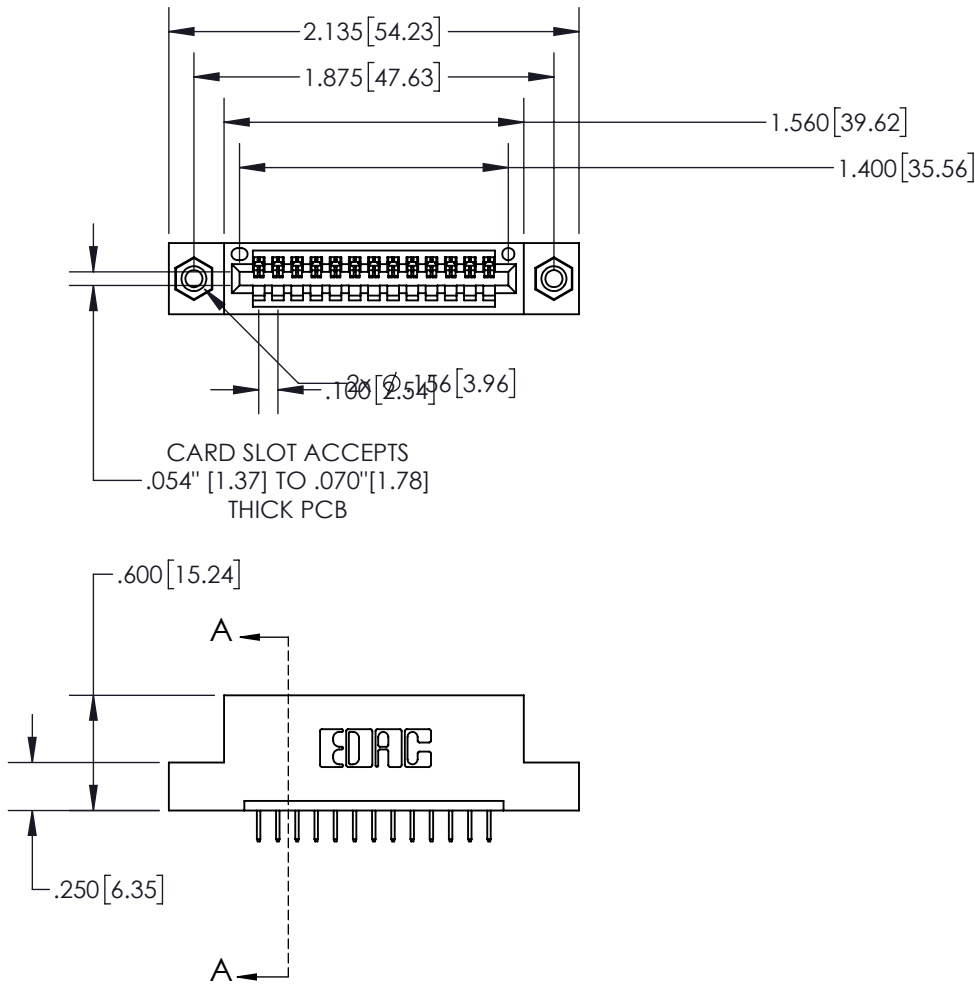 2.135[54.23]
1.875[47.63]
1.560[39.62]
1.400[35.56]
2x ∅ .156 [3.96]
.100[2.54]
CARD SLOT ACCEPTS
.054" [1.37] TO .070"[1.78]
THICK PCB
.600[15.24]
A
EDAC
.250[6.35]
A